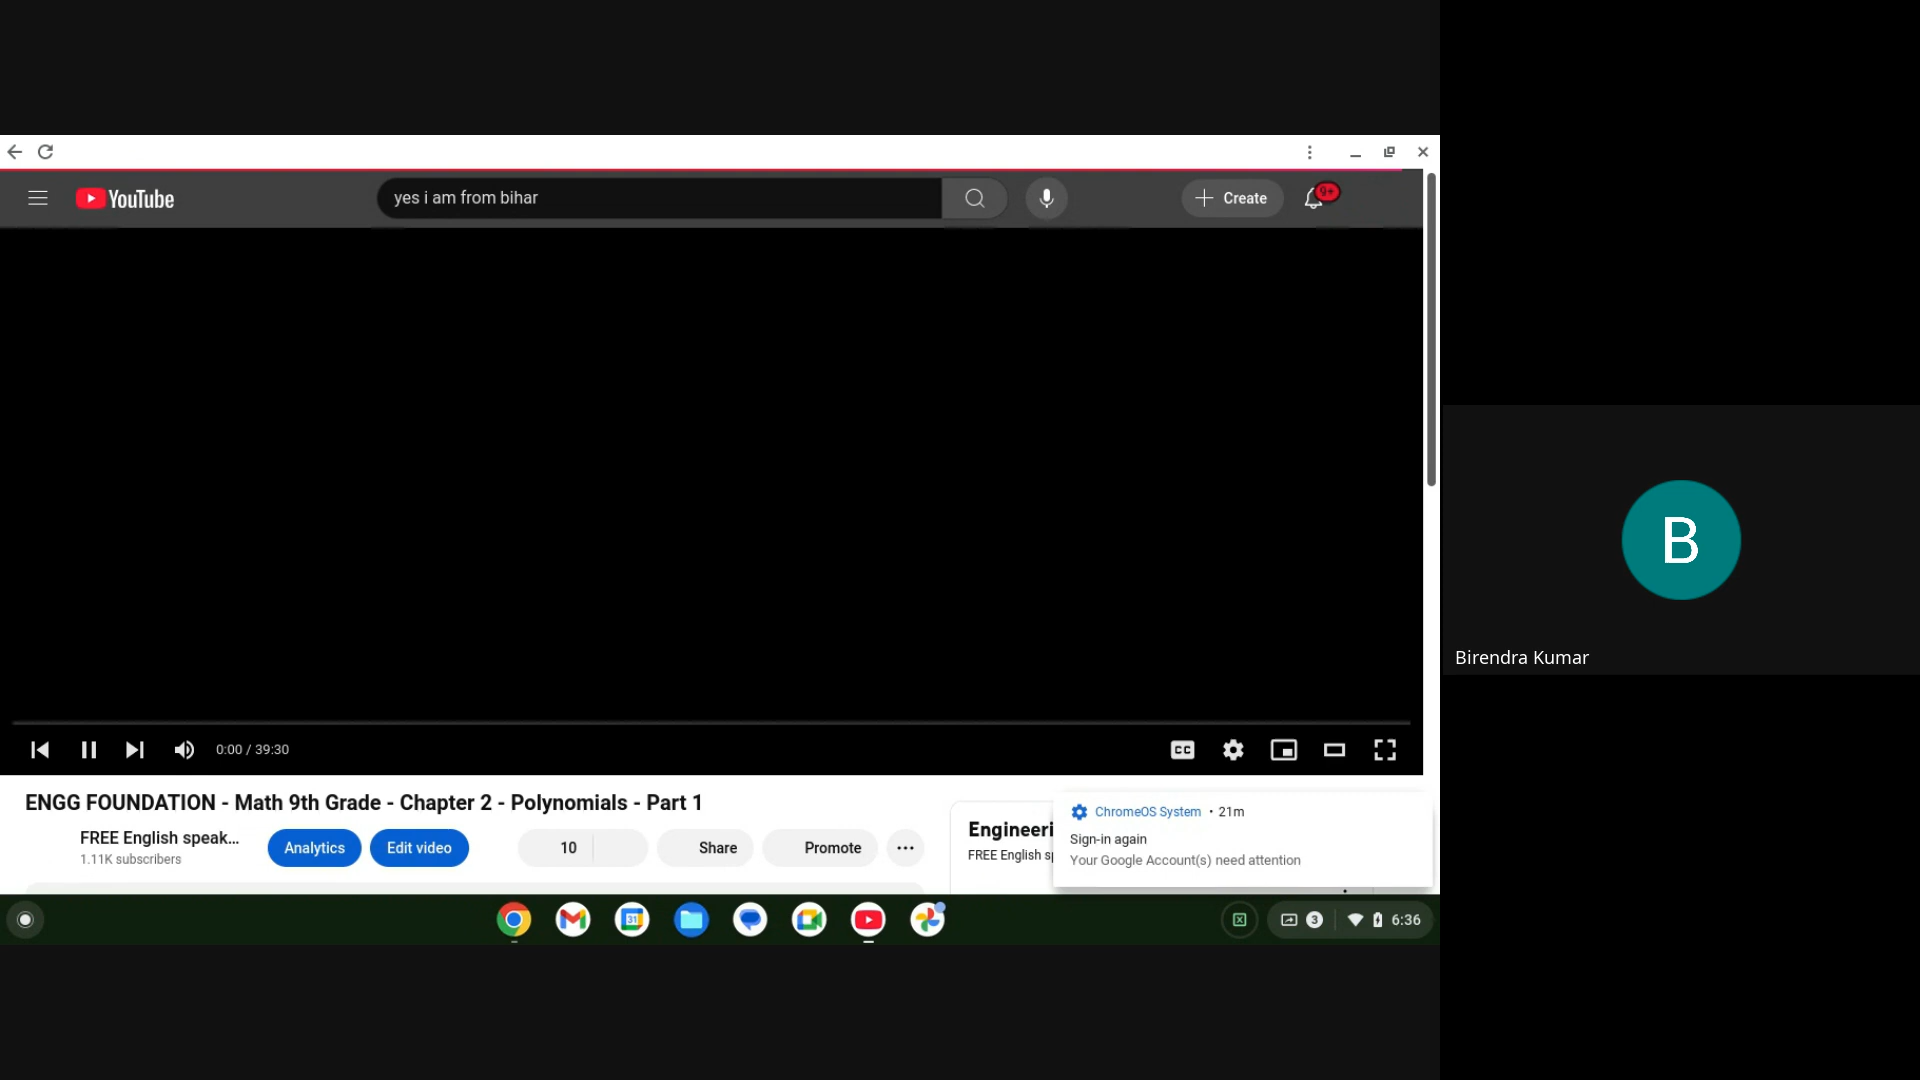 YouTube
yes i am from bihar
Create
9+
CC
0:00 / 39:30
ENGG FOUNDATION - Math 9th Grade - Chapter 2 - Polynomials - Part 1
FREE English speak...
1.11K subscribers
Analytics
Edit video
10
Share
Promote
Engineeri
FREE English s
ChromeOS System • 21m
Sign-in again
Your Google Account(s) need attention
31
3
6:36
B
Birendra Kumar